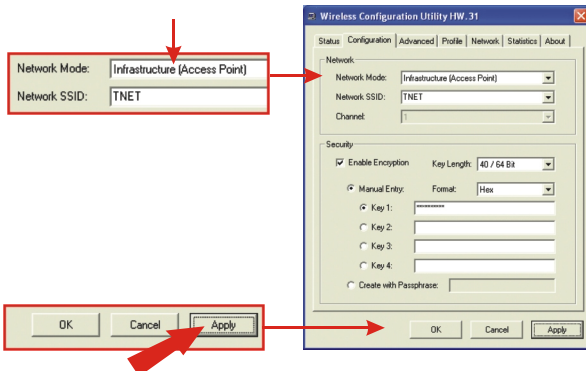 Network Mode: Infrastructure (Access Point)
Network SSID: TNET
OK Cancel Apply
Wireless Configuration Utility HW.31
Status Configuration Advanced Profile Network Statistics About
Network
Network Mode: Infrastructure (Access Point)
Network SSID: TNET
Channel: 1
Security
Enable Encryption Key Length: 40 / 64 Bit
Manual Entry: Format: Hex
Key 1: **********
Key 2:
Key 3:
Key 4:
Create with Passphrase:
OK Cancel Apply